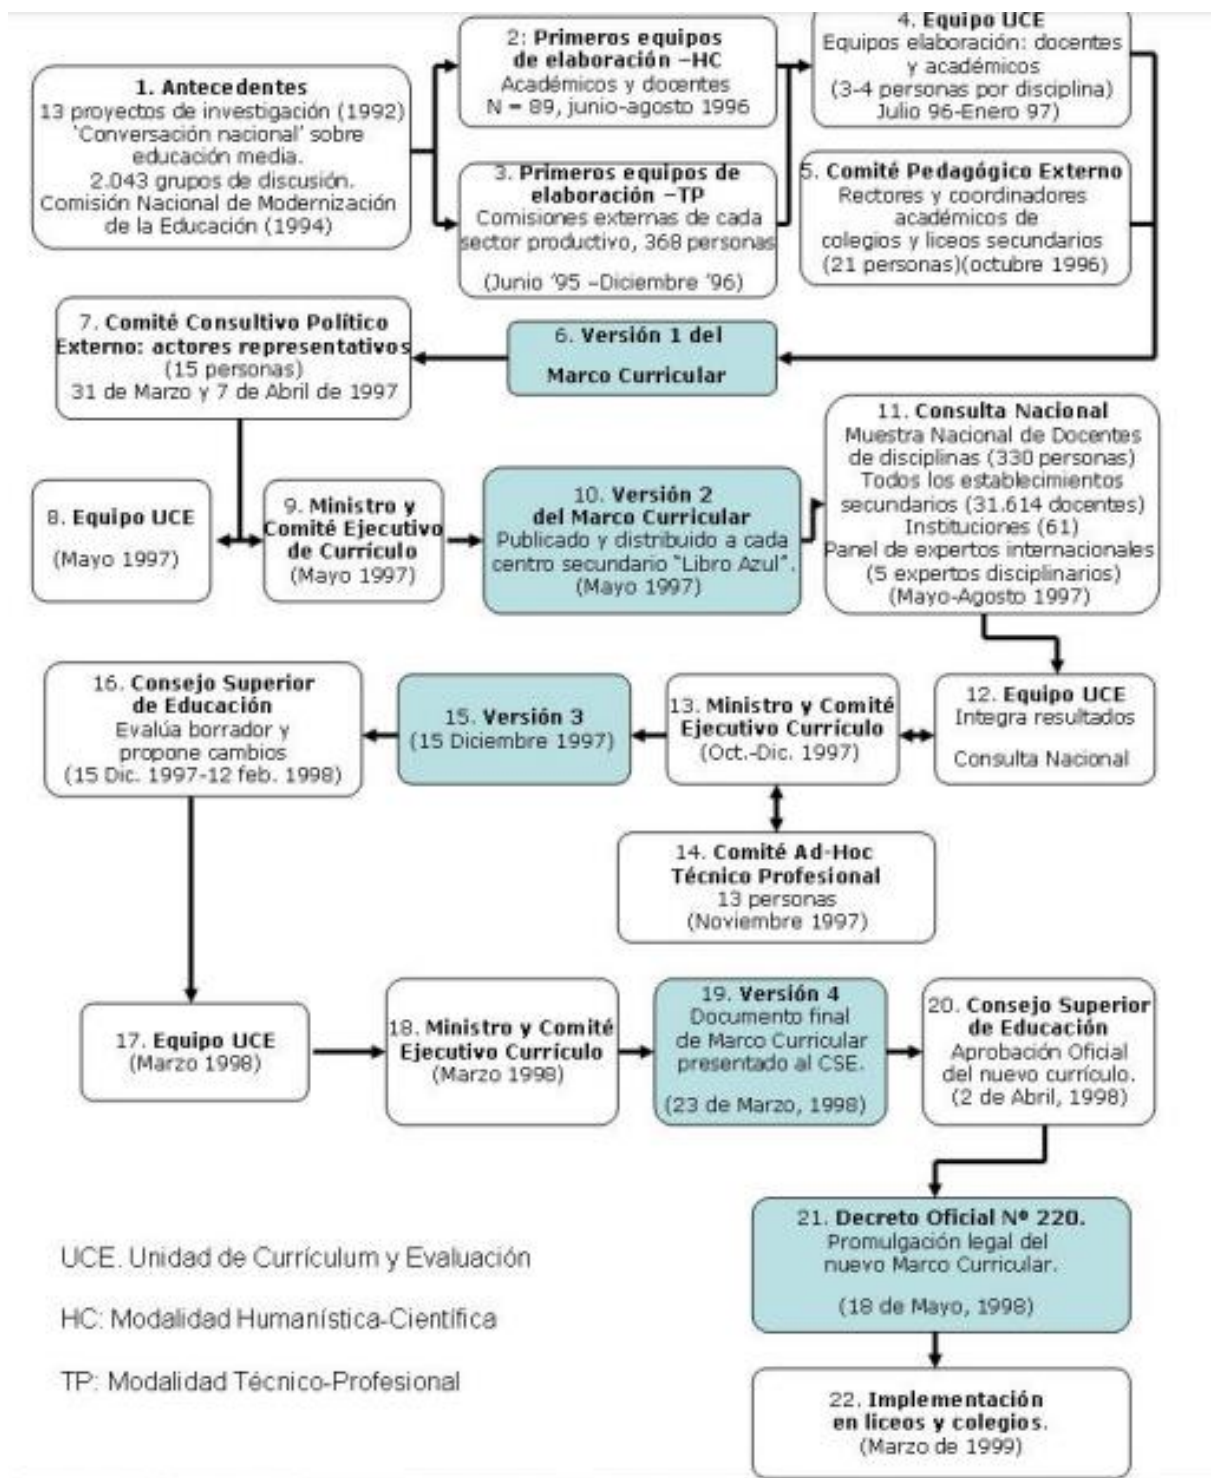 1. Antecedentes
13 proyectos de investigación (1992)
'Conversación nacional' sobre
educación media.
2.043 grupos de discusión.
Comisión Nacional de Modernización
de la Educación (1994)
2: Primeros equipos
de elaboración –HC
Académicos y docentes
N = 89, junio-agosto 1996
3. Primeros equipos de
elaboración –TP
Comisiones externas de cada
sector productivo, 368 personas
(Junio '95 –Diciembre '96)
4. Equipo UCE
Equipos elaboración: docentes
y académicos
(3-4 personas por disciplina)
Julio 96-Enero 97)
5. Comité Pedagógico Externo
Rectores y coordinadores
académicos de
colegios y liceos secundarios
(21 personas)(octubre 1996)
6. Versión 1 del
Marco Curricular
7. Comité Consultivo Político
Externo: actores representativos
(15 personas)
31 de Marzo y 7 de Abril de 1997
8. Equipo UCE
(Mayo 1997)
9. Ministro y
Comité Ejecutivo
de Currículo
(Mayo 1997)
10. Versión 2
del Marco Curricular
Publicado y distribuido a cada
centro secundario "Libro Azul".
(Mayo 1997)
11. Consulta Nacional
Muestra Nacional de Docentes
de disciplinas (330 personas)
Todos los establecimientos
secundarios (31.614 docentes)
Instituciones (61)
Panel de expertos internacionales
(5 expertos disciplinarios)
(Mayo-Agosto 1997)
12. Equipo UCE
Integra resultados
Consulta Nacional
13. Ministro y Comité
Ejecutivo Currículo
(Oct.-Dic. 1997)
14. Comité Ad-Hoc
Técnico Profesional
13 personas
(Noviembre 1997)
15. Versión 3
(15 Diciembre 1997)
16. Consejo Superior
de Educación
Evalúa borrador y
propone cambios
(15 Dic. 1997-12 feb. 1998)
17. Equipo UCE
(Marzo 1998)
18. Ministro y Comité
Ejecutivo Currículo
(Marzo 1998)
19. Versión 4
Documento final
de Marco Curricular
presentado al CSE.
(23 de Marzo, 1998)
20. Consejo Superior
de Educación
Aprobación Oficial
del nuevo currículo.
(2 de Abril, 1998)
21. Decreto Oficial Nº 220.
Promulgación legal del
nuevo Marco Curricular.
(18 de Mayo, 1998)
22. Implementación
en liceos y colegios.
(Marzo de 1999)
UCE. Unidad de Currículum y Evaluación
HC: Modalidad Humanística-Científica
TP: Modalidad Técnico-Profesional